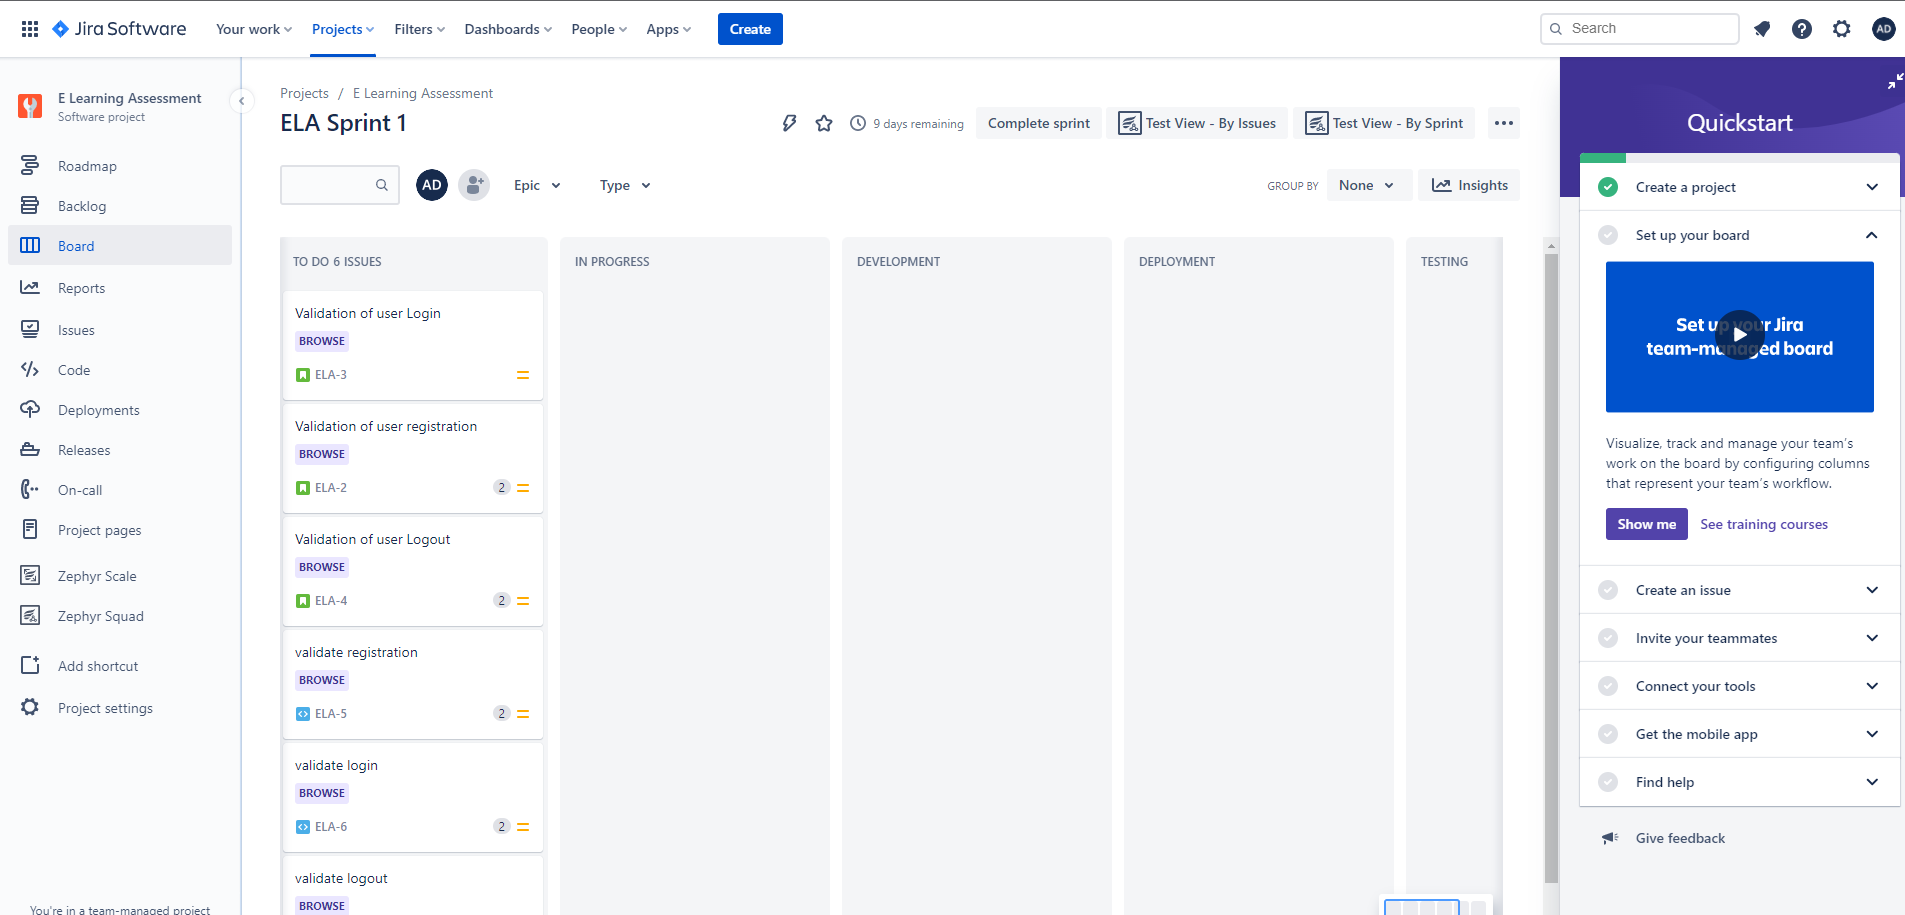 Jira Software
Your work
Projects
Filters
Dashboards
People
Apps
Create
Search
AD
E Learning Assessment
Software project
Roadmap
Backlog
Board
Reports
Issues
Code
Deployments
Releases
On-call
Project pages
Zephyr Scale
Zephyr Squad
Add shortcut
Project settings
You're in a team-managed project
Projects / E Learning Assessment
ELA Sprint 1
9 days remaining
Complete sprint
Test View - By Issues
Test View - By Sprint
AD
Epic
Type
GROUP BY
None
Insights
TO DO 6 ISSUES
Validation of user Login
BROWSE
ELA-3
Validation of user registration
BROWSE
ELA-2
2
Validation of user Logout
BROWSE
ELA-4
2
validate registration
BROWSE
ELA-5
2
validate login
BROWSE
ELA-6
2
validate logout
BROWSE
IN PROGRESS
DEVELOPMENT
DEPLOYMENT
TESTING
Quickstart
Create a project
Set up your board
Set up your Jira
team-managed board
Visualize, track and manage your team's
work on the board by configuring columns
that represent your team's workflow.
Show me
See training courses
Create an issue
Invite your teammates
Connect your tools
Get the mobile app
Find help
Give feedback